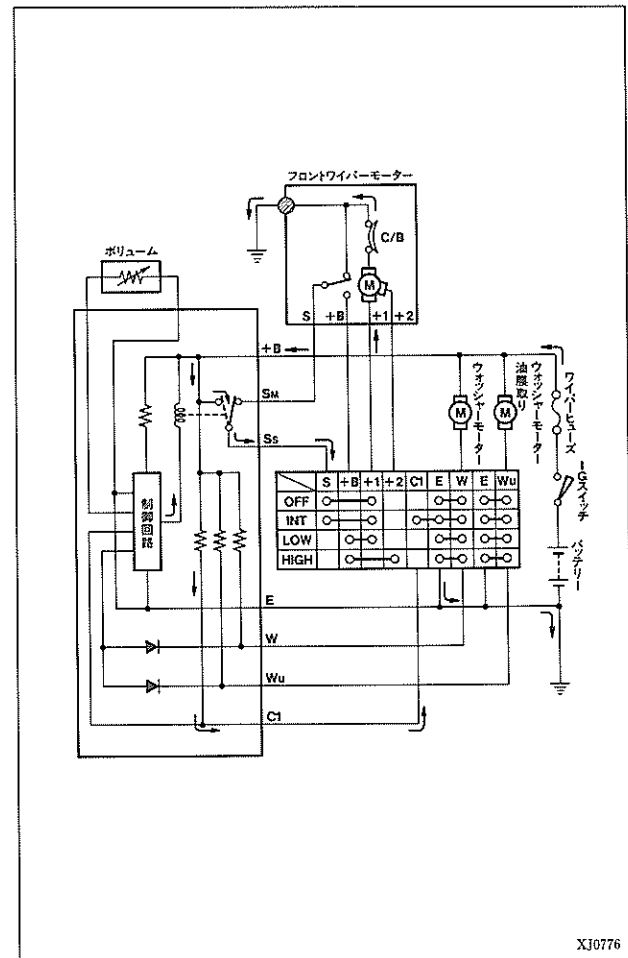 フロントワイパーモーター
C/B
M
S +B +1 +2
ボリューム
+B
SM
SS
制御回路
M
ウォッシャーモーター
M
油膜取り
ウォッシャーモーター
ワイパーヒューズ
IGスイッチ
バッテリー
S +B +1 +2 C1 E W E Wu
OFF
INT
LOW
HIGH
E
W
Wu
C1
XJ0776